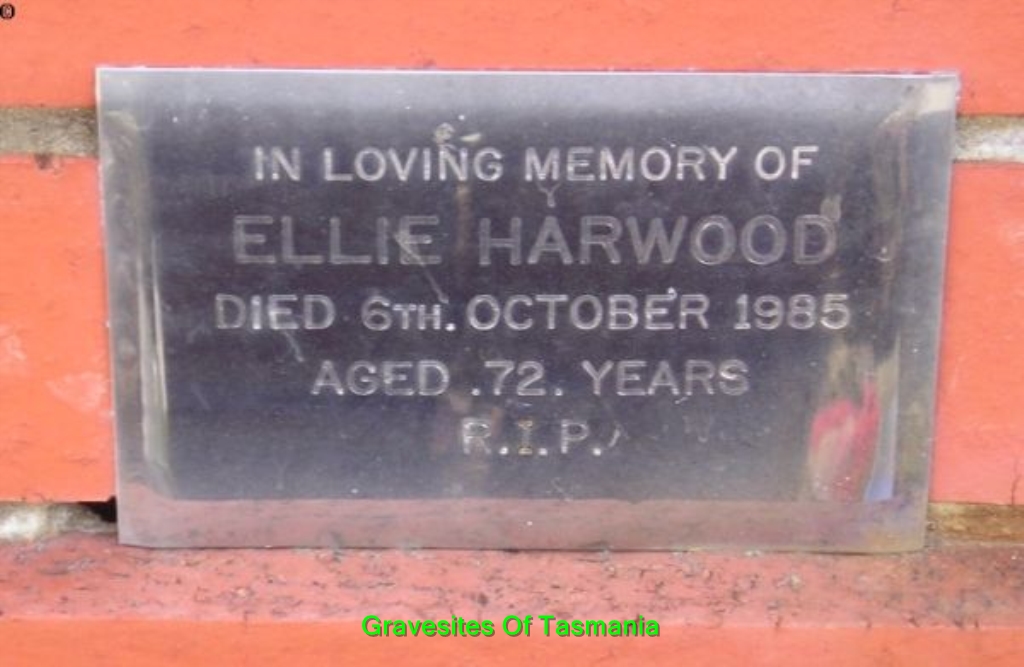 IN LOVING MEMORY OF
ELLIE HARWOOD
DIED 6TH. OCTOBER 1985
AGED .72. YEARS
R.I.P.
Gravesites Of Tasmania